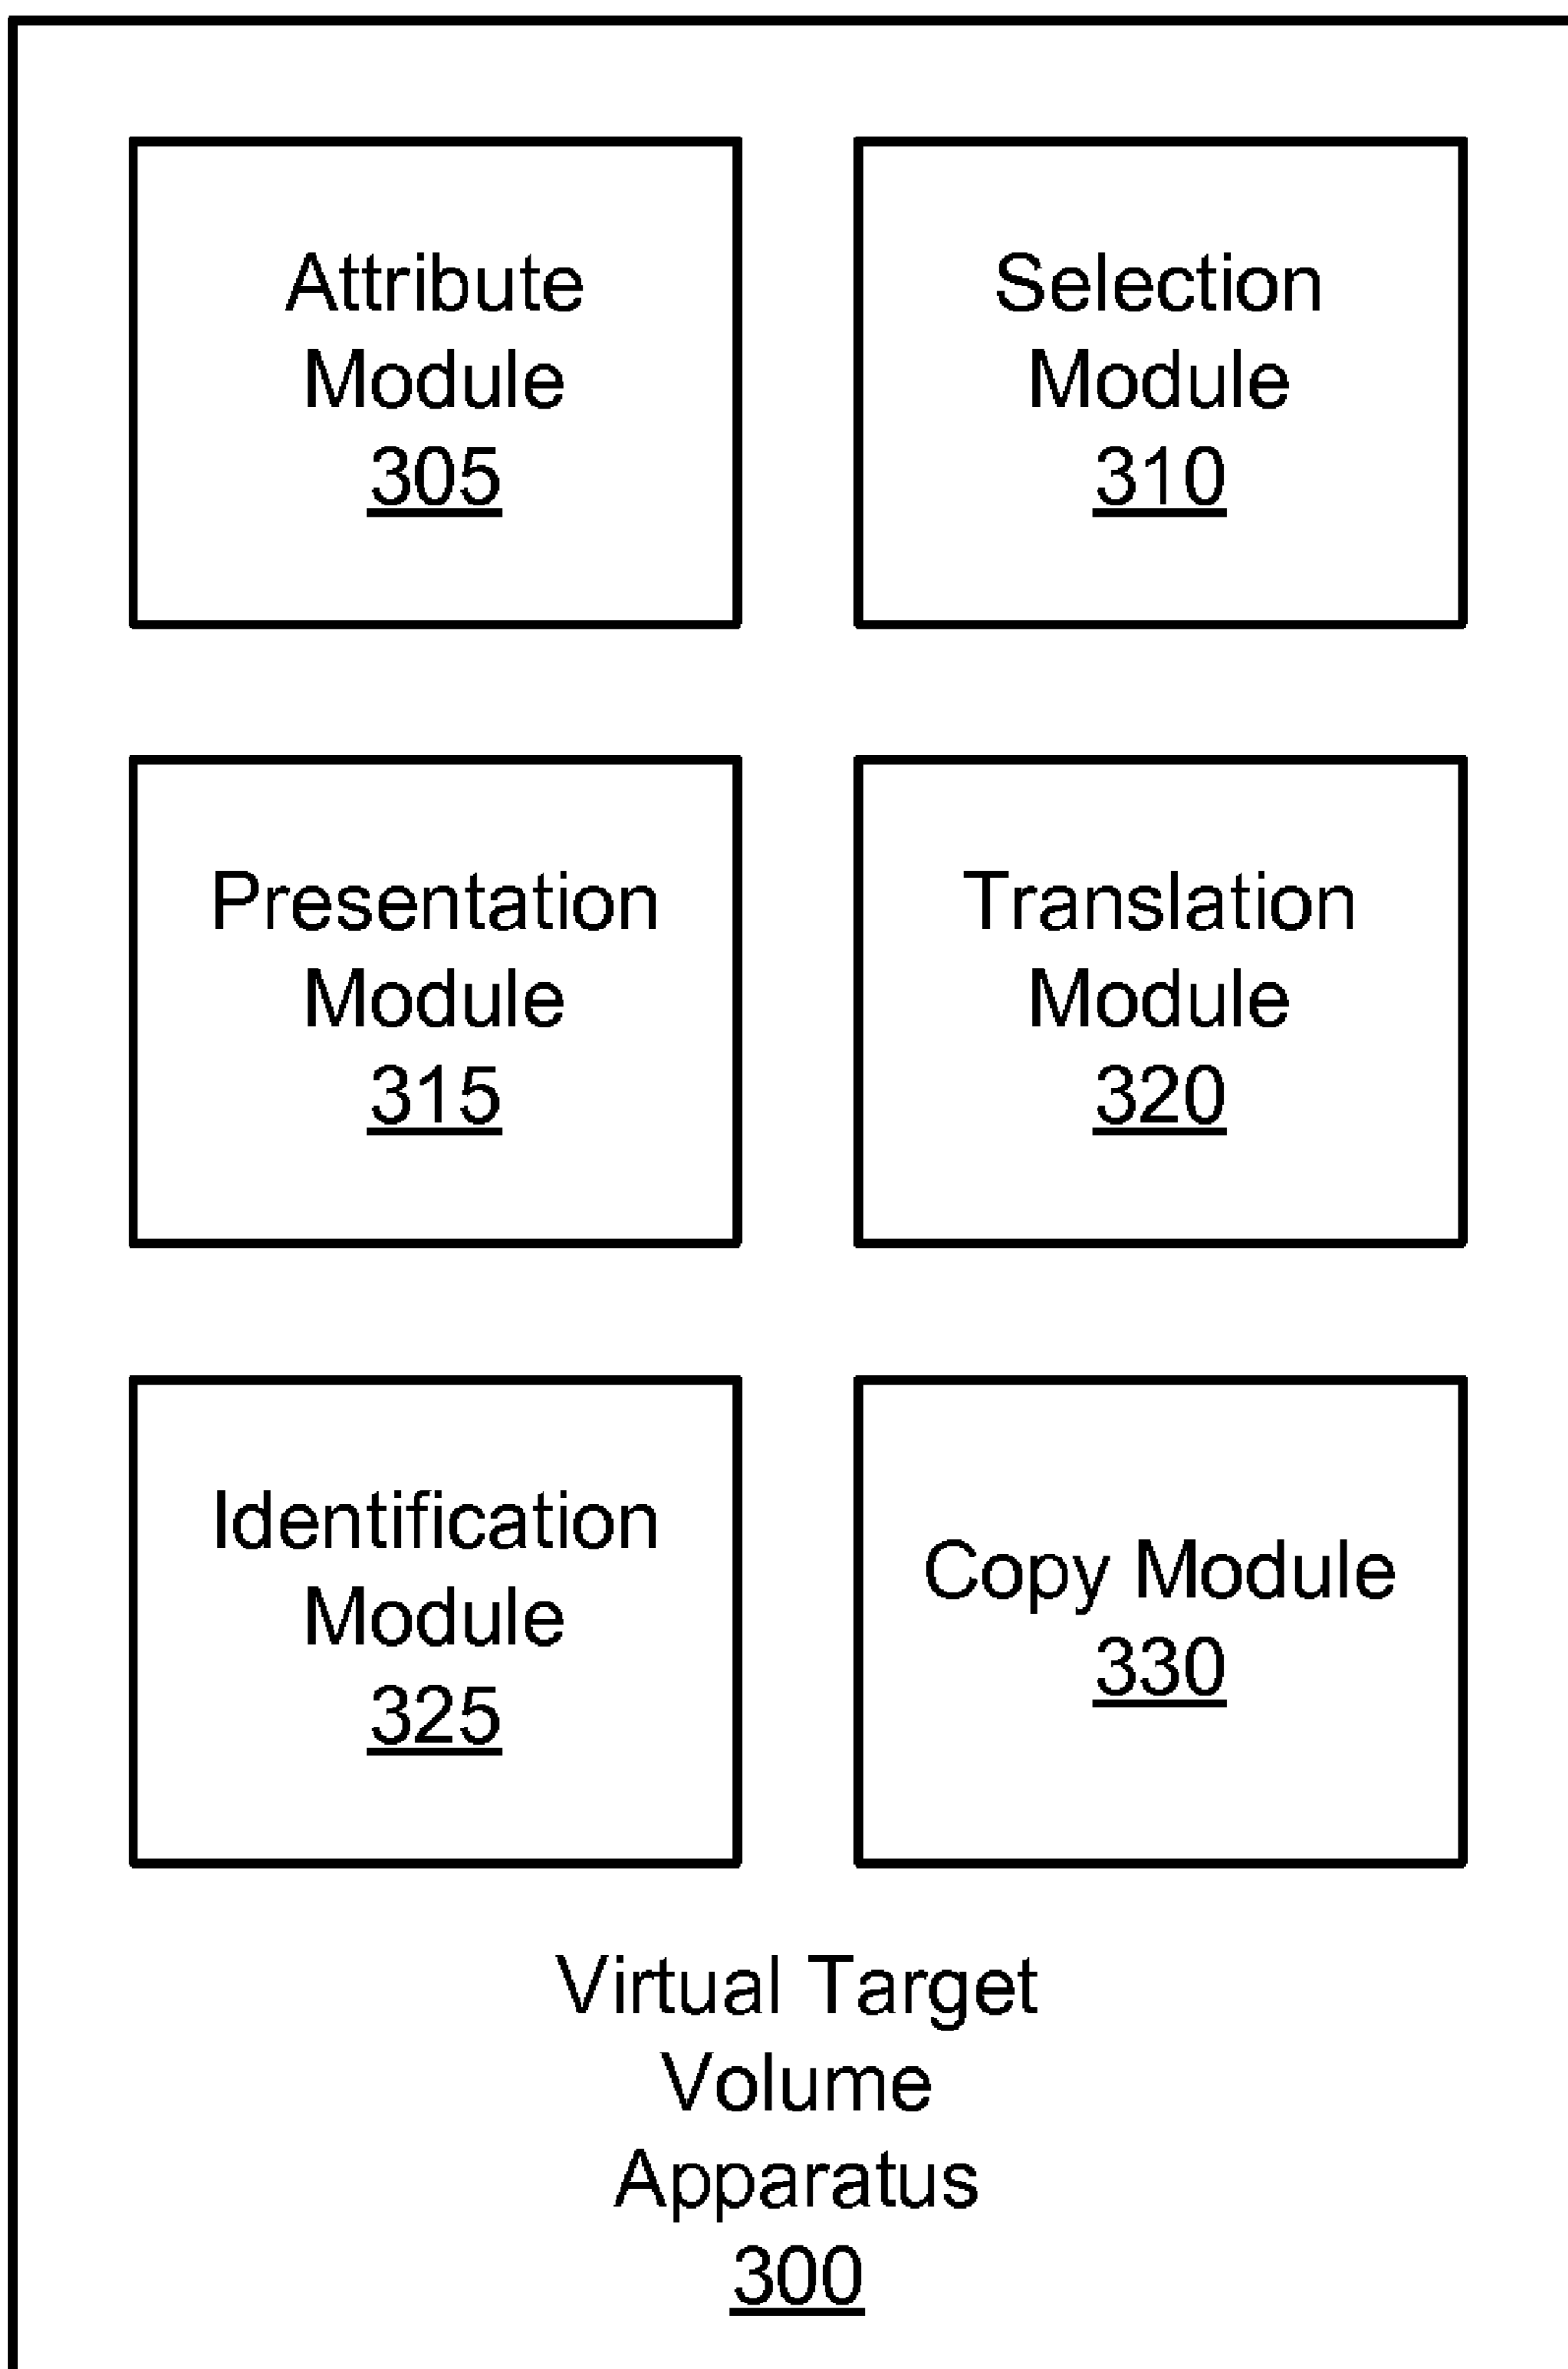 Attribute
Module
305
Selection
Module
310
Presentation
Module
315
Translation
Module
320
Identification
Module
325
Copy Module
330
Virtual Target
Volume
Apparatus
300